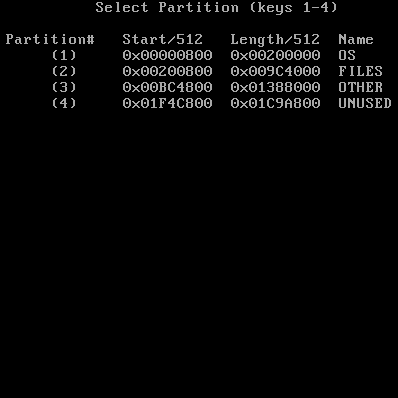 Select Partition (keys 1-4)
Partition# Start/512 Length/512 Name
(1) 0x00000800 0x00200000 OS
(2) 0x00200800 0x009C4000 FILES
(3) 0x00BC4800 0x01388000 OTHER
(4) 0x01F4C800 0x01C9A800 UNUSED